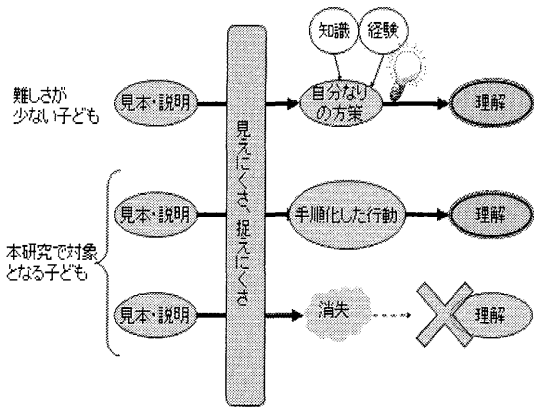 知識
経験
難しさが
少ない子ども
見本・説明
自分なり
の方策
理解
見えにくさ、捉えにくさ
見本・説明
手順化した行動
理解
本研究で対象
となる子ども
見本・説明
消失
理解